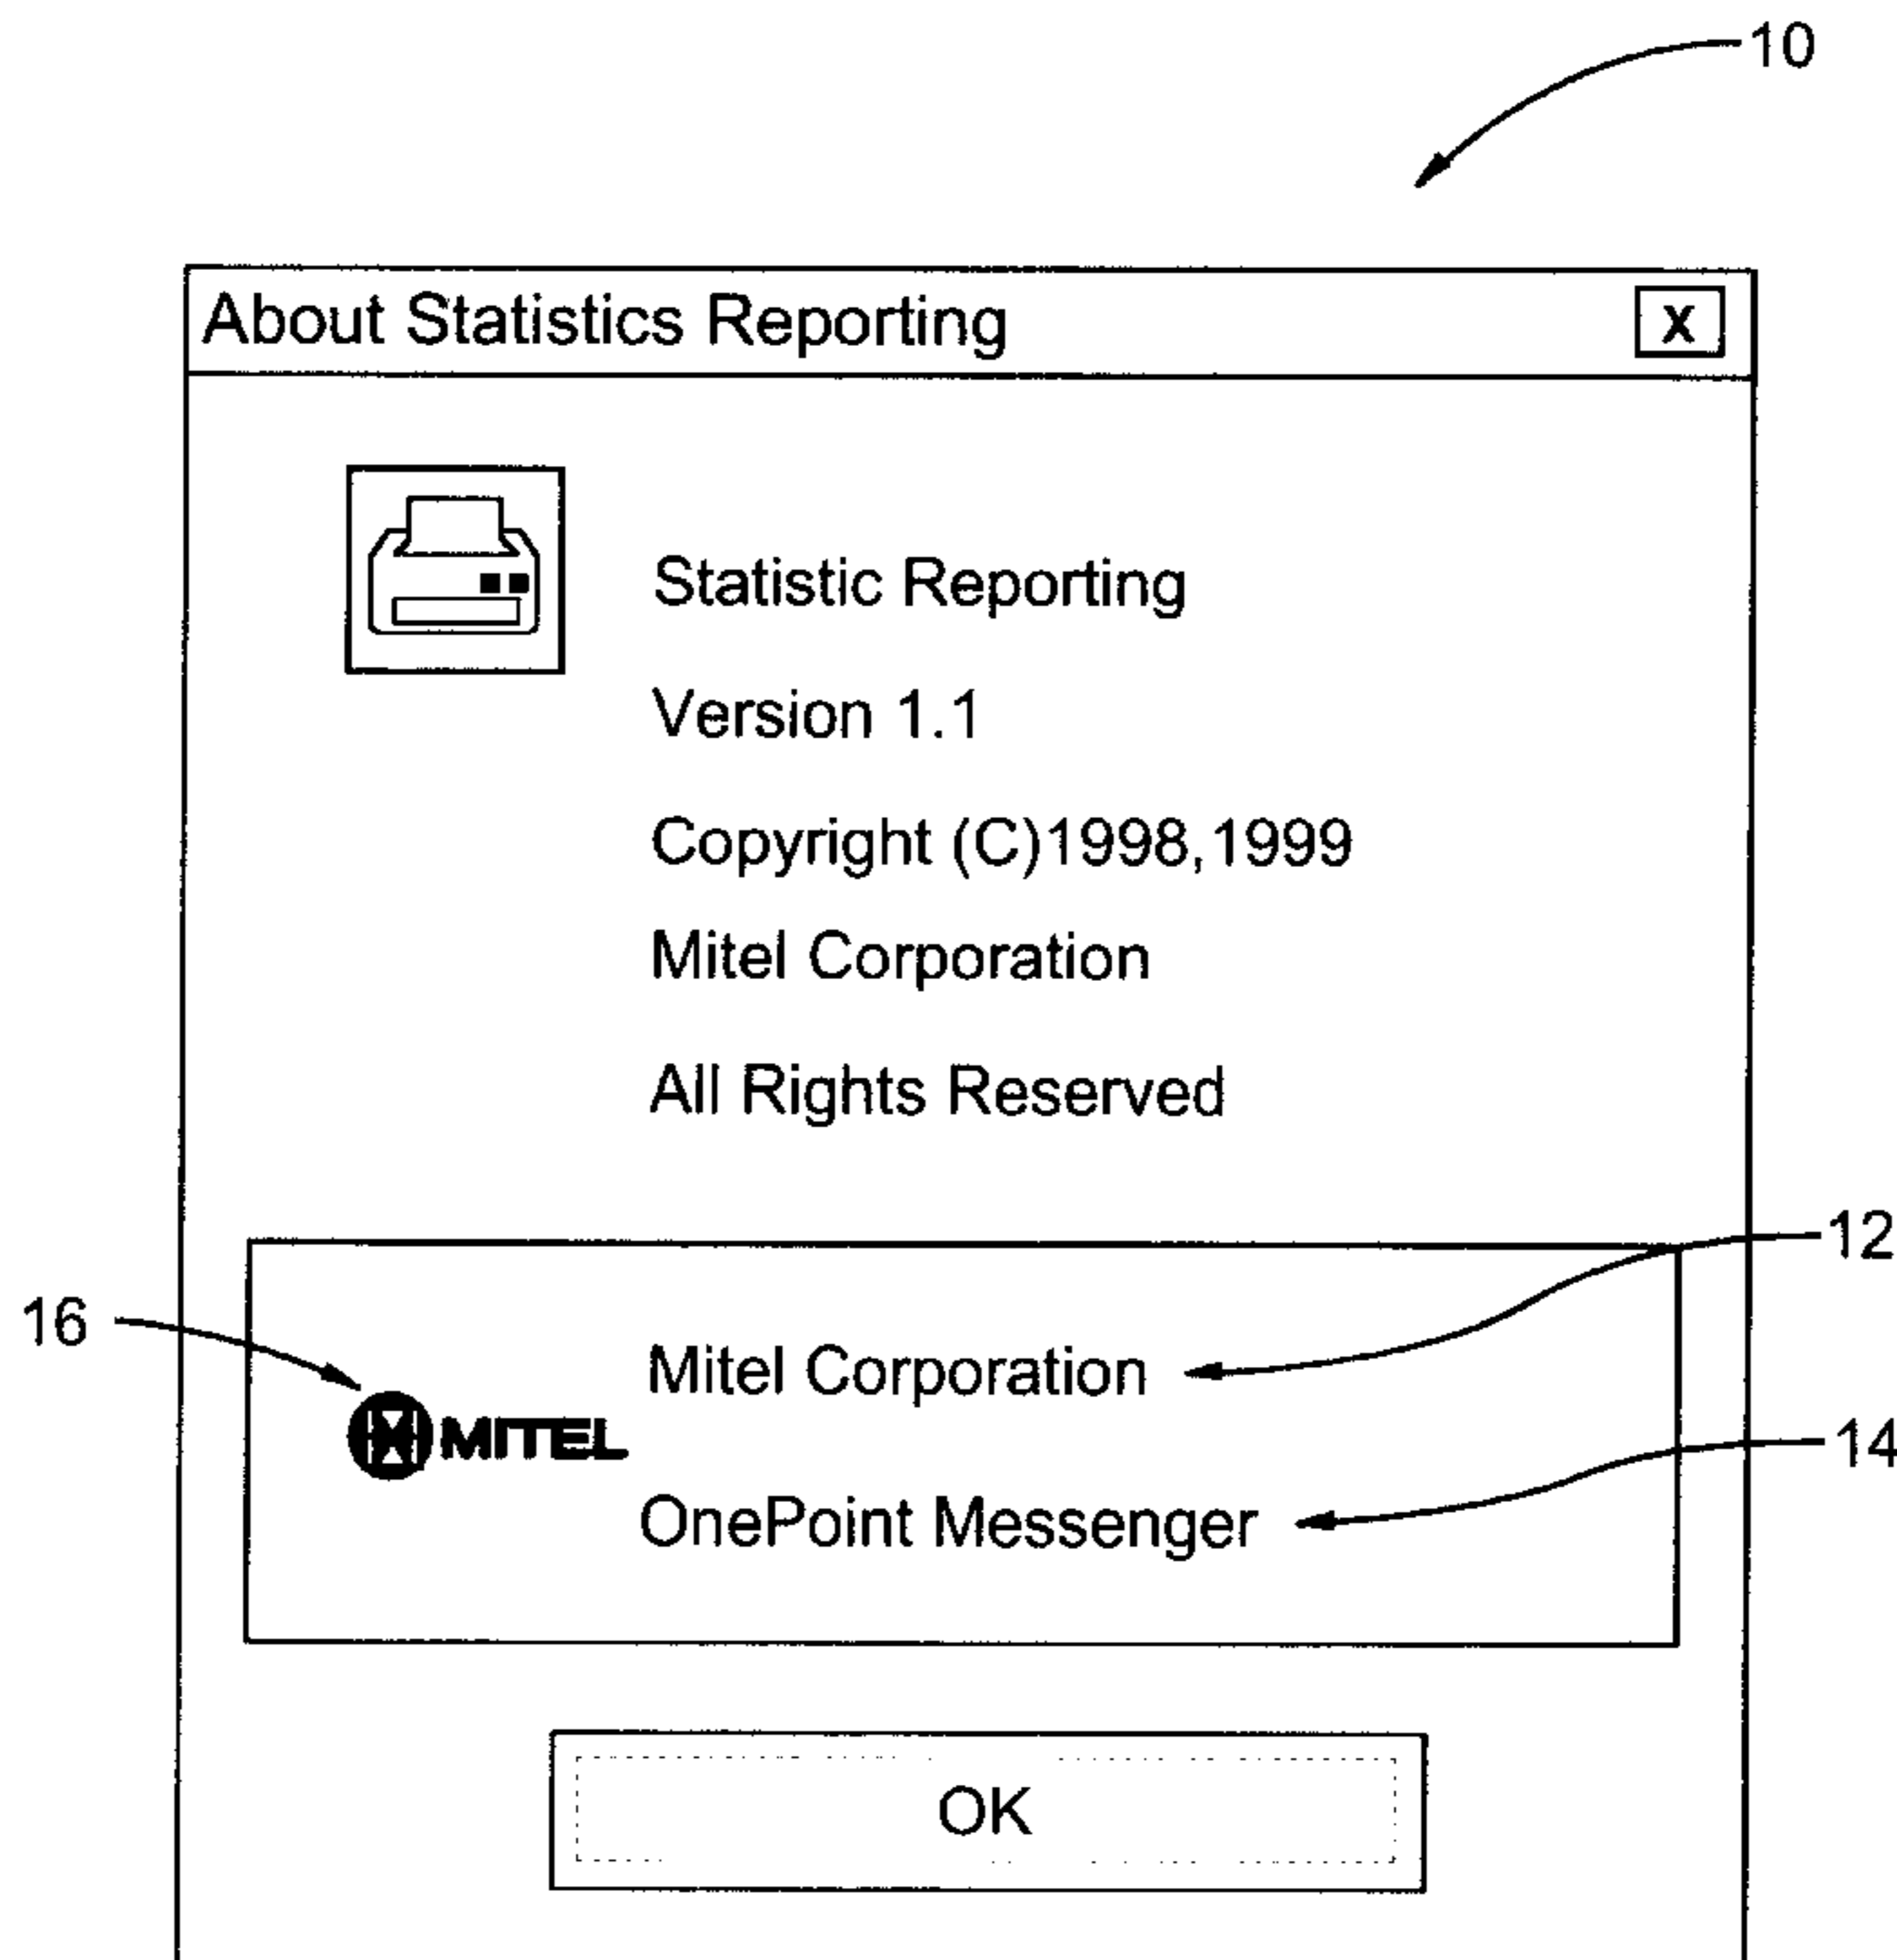 10
About Statistics Reporting X
Statistic Reporting
Version 1.1
Copyright (C)1998,1999
Mitel Corporation
All Rights Reserved
12
16
Mitel Corporation
MITEL
14
OnePoint Messenger
OK